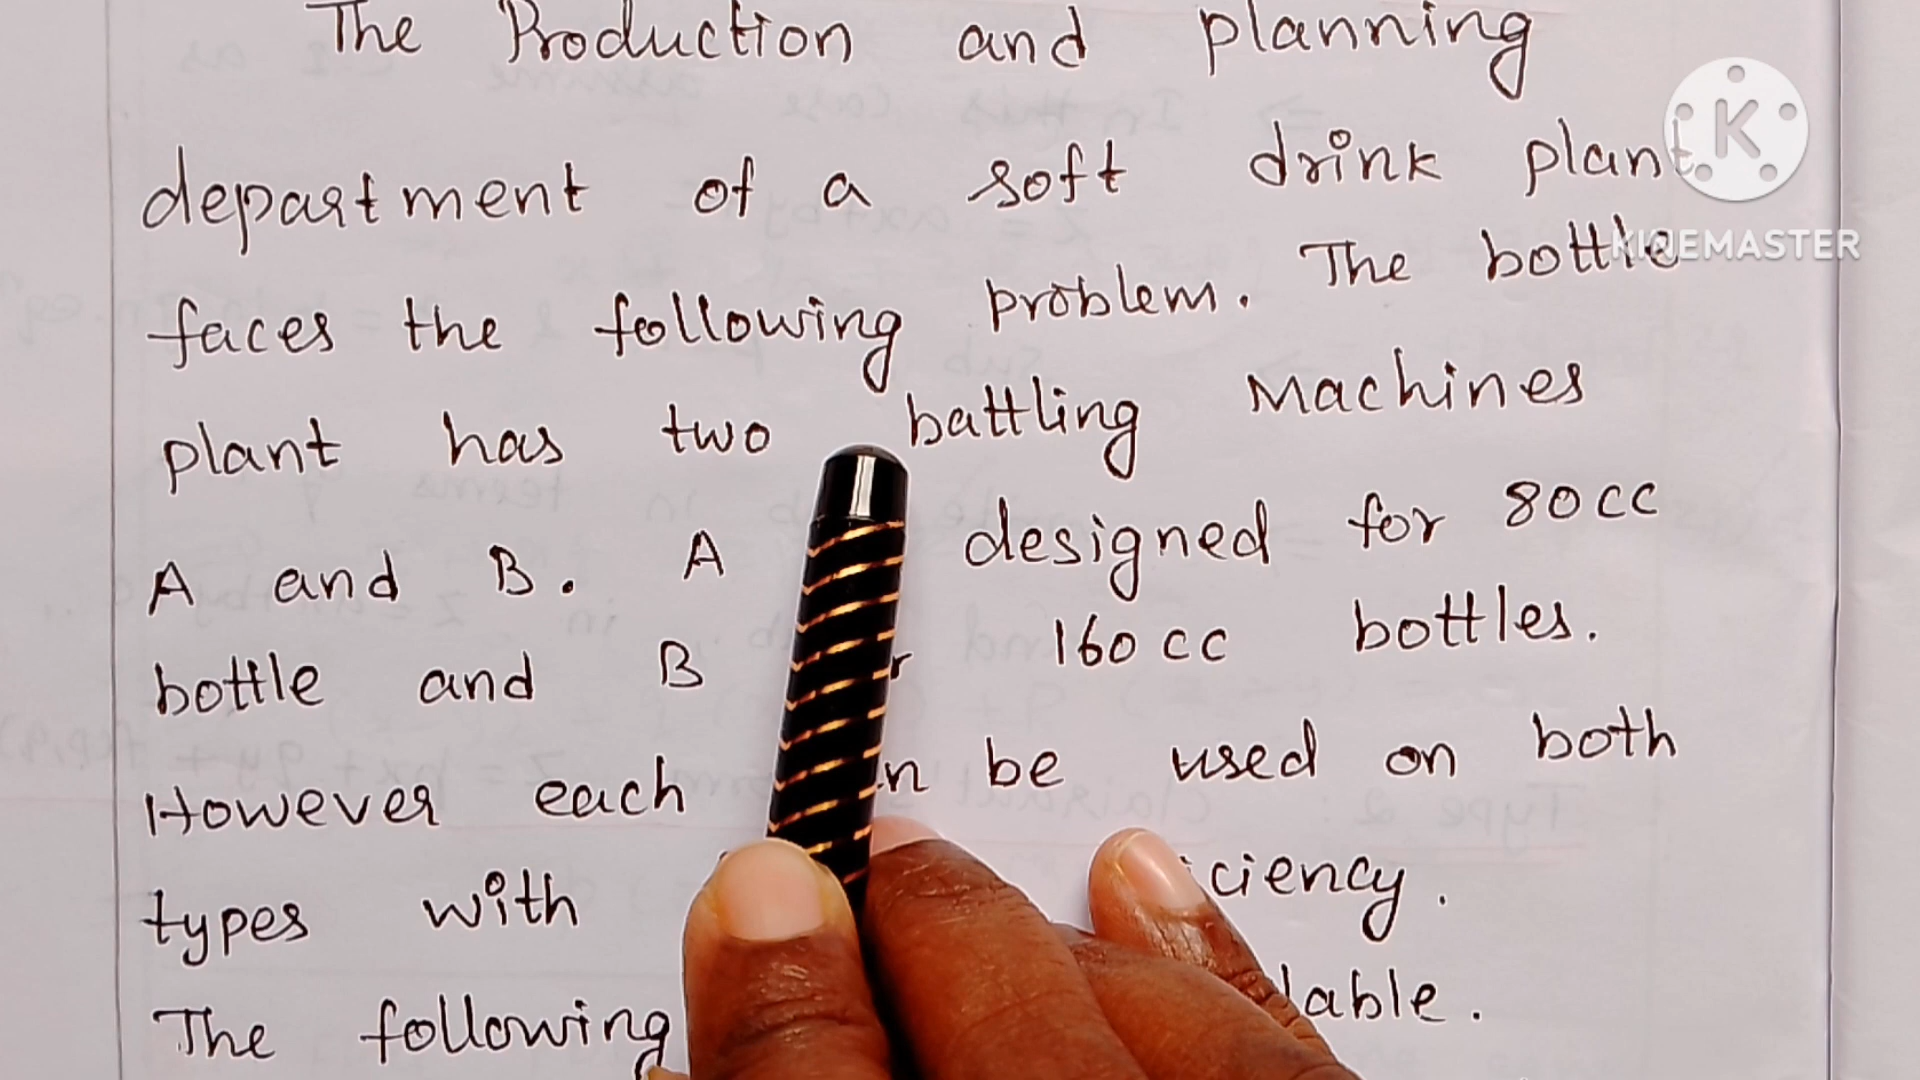 The Production and planning
department of a soft drink plant
faces the following problem. The bottle
plant has two battling Machines
A and B. A designed for 80cc
bottle and B 160 cc bottles.
However each be used on both
types with
The following
KINEMASTER